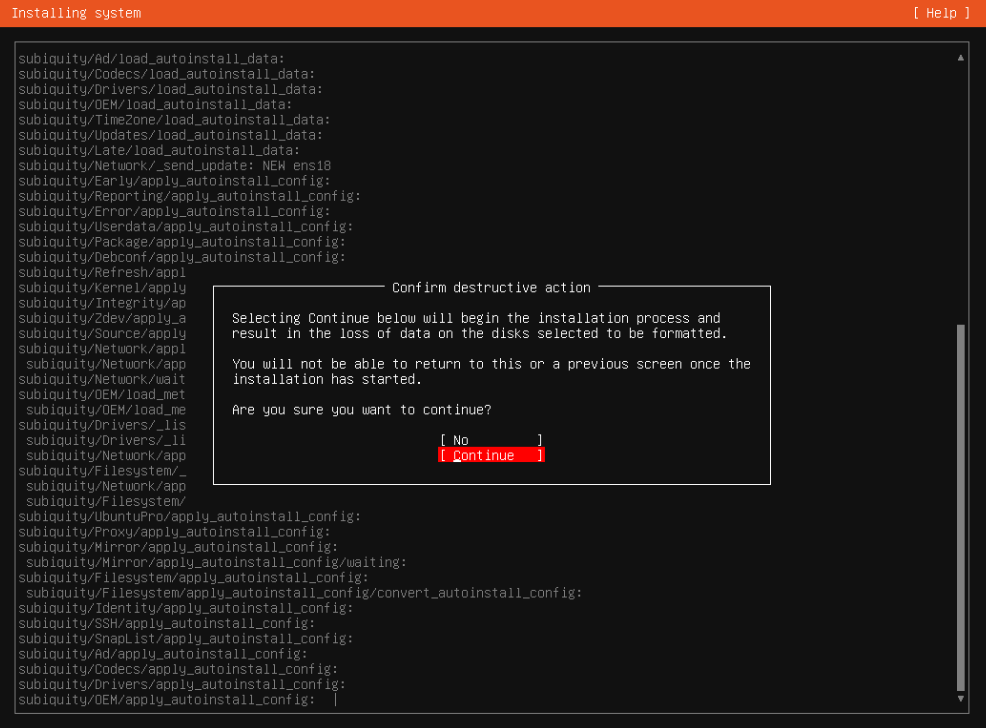 Installing system [ Help ]
subiquity/Ad/load_autoinstall_data:
subiquity/Codecs/load_autoinstall_data:
subiquity/Drivers/load_autoinstall_data:
subiquity/OEM/load_autoinstall_data:
subiquity/TimeZone/load_autoinstall_data:
subiquity/Updates/load_autoinstall_data:
subiquity/Late/load_autoinstall_data:
subiquity/Network/_send_update: NEW ens18
subiquity/Early/apply_autoinstall_config:
subiquity/Reporting/apply_autoinstall_config:
subiquity/Error/apply_autoinstall_config:
subiquity/Userdata/apply_autoinstall_config:
subiquity/Package/apply_autoinstall_config:
subiquity/Debconf/apply_autoinstall_config:
subiquity/Refresh/appl
subiquity/Kernel/apply
subiquity/Integrity/ap
subiquity/Zdev/apply_a
subiquity/Source/apply
subiquity/Network/appl
subiquity/Network/app
subiquity/Network/wait
subiquity/OEM/load_met
subiquity/OEM/load_me
subiquity/Drivers/_lis
subiquity/Drivers/_li
subiquity/Network/app
subiquity/Filesystem/_
subiquity/Network/app
subiquity/Filesystem/
Confirm destructive action
Selecting Continue below will begin the installation process and
result in the loss of data on the disks selected to be formatted.
You will not be able to return to this or a previous screen once the
installation has started.
Are you sure you want to continue?
[ No ]
[ Continue ]
subiquity/UbuntuPro/apply_autoinstall_config:
subiquity/Proxy/apply_autoinstall_config:
subiquity/Mirror/apply_autoinstall_config:
subiquity/Mirror/apply_autoinstall_config/waiting:
subiquity/Filesystem/apply_autoinstall_config:
subiquity/Filesystem/apply_autoinstall_config/convert_autoinstall_config:
subiquity/Identity/apply_autoinstall_config:
subiquity/SSH/apply_autoinstall_config:
subiquity/SnapList/apply_autoinstall_config:
subiquity/Ad/apply_autoinstall_config:
subiquity/Codecs/apply_autoinstall_config:
subiquity/Drivers/apply_autoinstall_config:
subiquity/OEM/apply_autoinstall_config: |